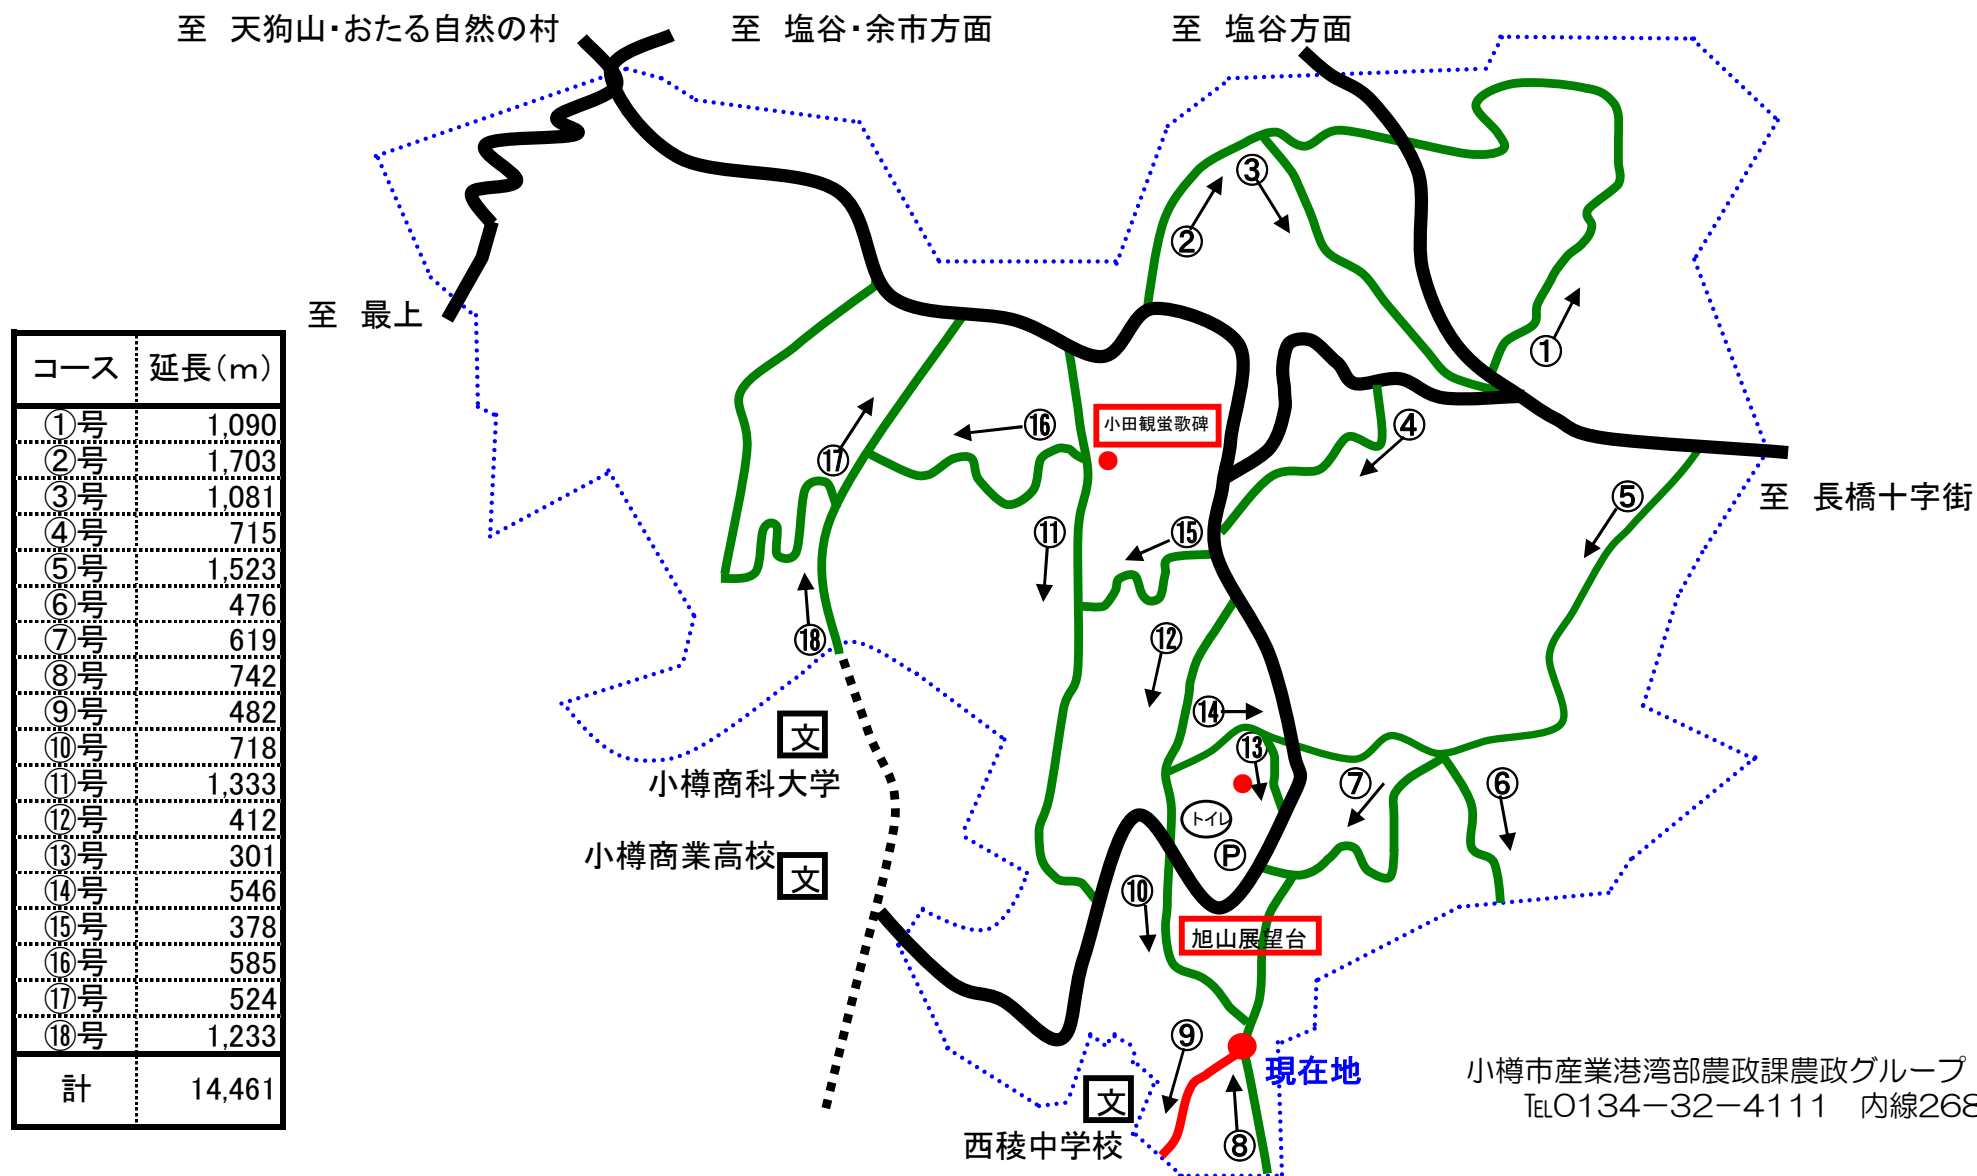 至　天狗山・おたる自然の村
至　塩谷・余市方面
至　塩谷方面
③
②
①
至　最上
小田観蛍歌碑
④
⑯
⑰
⑤
至　長橋十字街
⑪
⑮
⑫
⑱
⑭
⑬
⑦
⑥
文
小樽商科大学
トイレ
P
小樽商業高校
文
⑩
旭山展望台
⑨
現在地
⑧
文
西稜中学校
コース 延長(m)
①号 1,090
②号 1,703
③号 1,081
④号 715
⑤号 1,523
⑥号 476
⑦号 619
⑧号 742
⑨号 482
⑩号 718
⑪号 1,333
⑫号 412
⑬号 301
⑭号 546
⑮号 378
⑯号 585
⑰号 524
⑱号 1,233
計 14,461
小樽市産業港湾部農政課農政グループ
℡0134－32－4111　内線268